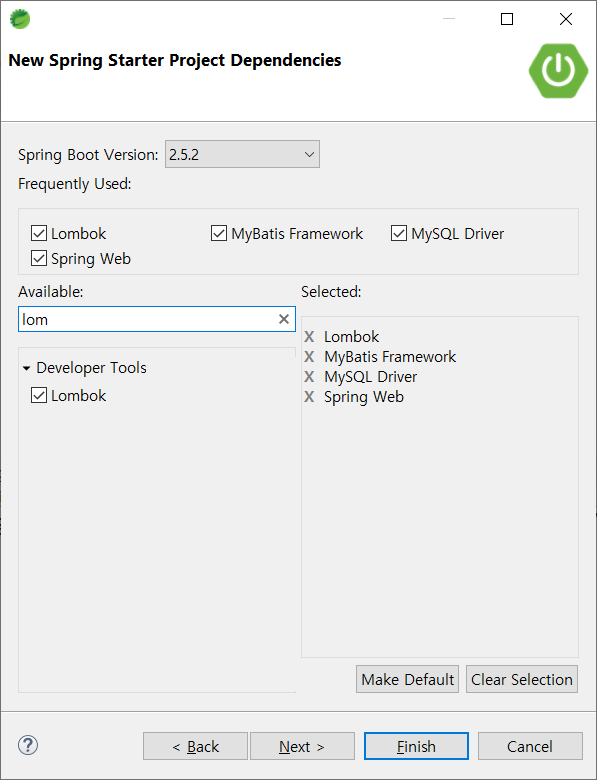 New Spring Starter Project Dependencies
Spring Boot Version: 2.5.2
Frequently Used:
Lombok MyBatis Framework MySQL Driver
Spring Web
Available: Selected:
lom
Developer Tools
Lombok
X Lombok
X MyBatis Framework
X MySQL Driver
X Spring Web
Make Default Clear Selection
? < Back Next > Finish Cancel